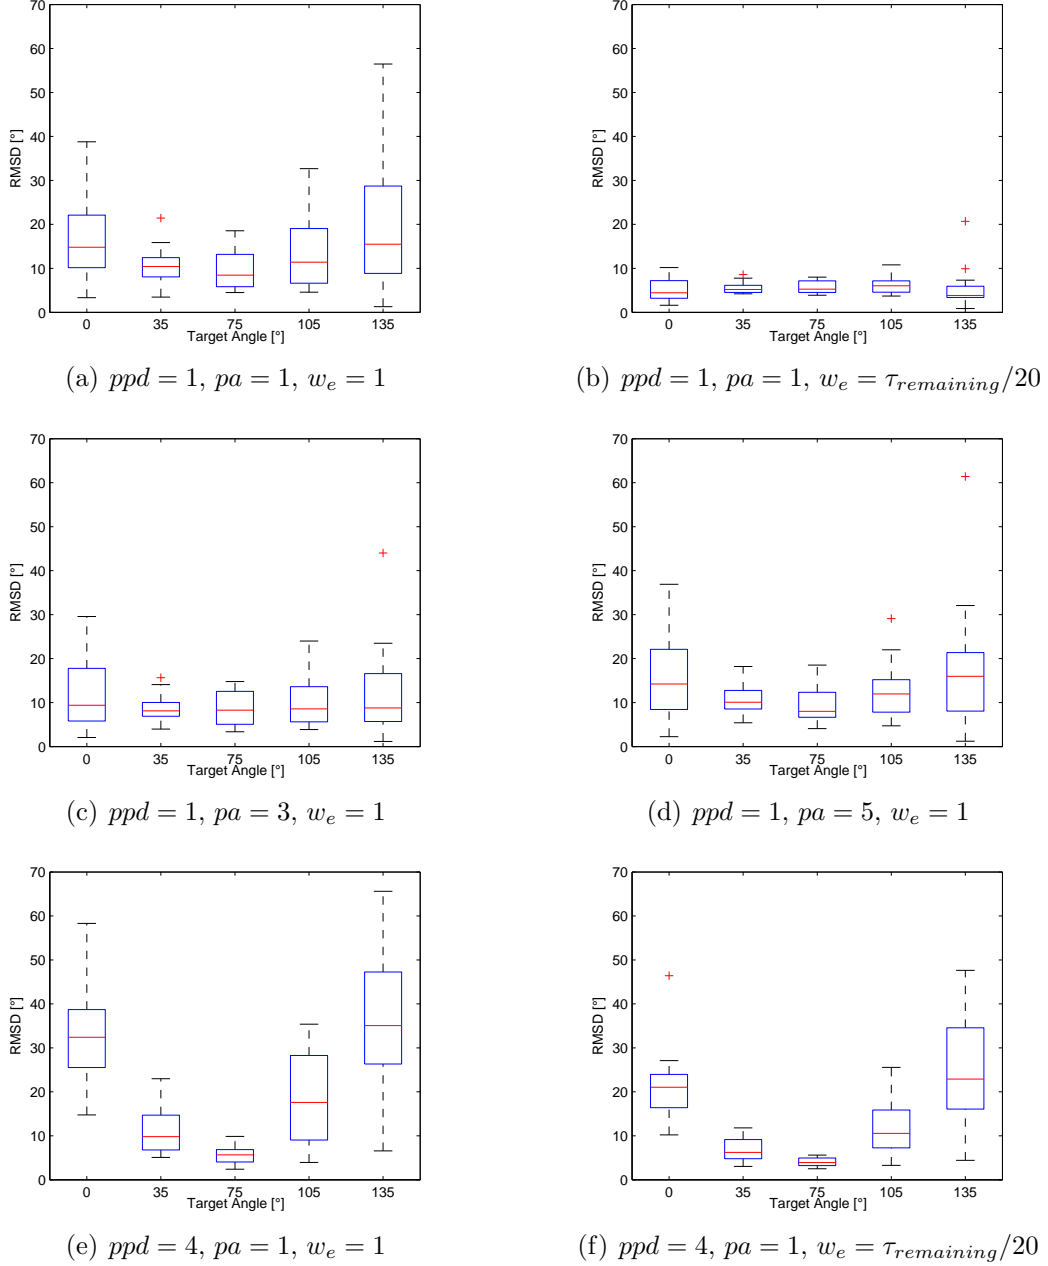 70
60
50
40
30
20
10
0
RMSD [°]
0 35 75 105 135
Target Angle [°]
(a) ppd = 1, pa = 1, w_e = 1
70
60
50
40
30
20
10
0
RMSD [°]
0 35 75 105 135
Target Angle [°]
(b) ppd = 1, pa = 1, w_e = τ_remaining/20
70
60
50
40
30
20
10
0
RMSD [°]
0 35 75 105 135
Target Angle [°]
(c) ppd = 1, pa = 3, w_e = 1
70
60
50
40
30
20
10
0
RMSD [°]
0 35 75 105 135
Target Angle [°]
(d) ppd = 1, pa = 5, w_e = 1
70
60
50
40
30
20
10
0
RMSD [°]
0 35 75 105 135
Target Angle [°]
(e) ppd = 4, pa = 1, w_e = 1
70
60
50
40
30
20
10
0
RMSD [°]
0 35 75 105 135
Target Angle [°]
(f) ppd = 4, pa = 1, w_e = τ_remaining/20